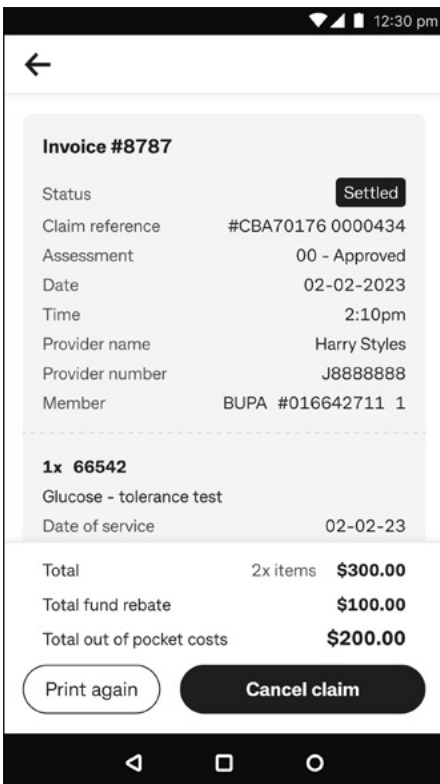 12:30 pm
Invoice #8787
Status Settled
Claim reference #CBA70176 0000434
Assessment 00 - Approved
Date 02-02-2023
Time 2:10pm
Provider name Harry Styles
Provider number J8888888
Member BUPA #016642711 1
1x 66542
Glucose - tolerance test
Date of service 02-02-23
Total 2x items $300.00
Total fund rebate $100.00
Total out of pocket costs $200.00
Print again Cancel claim